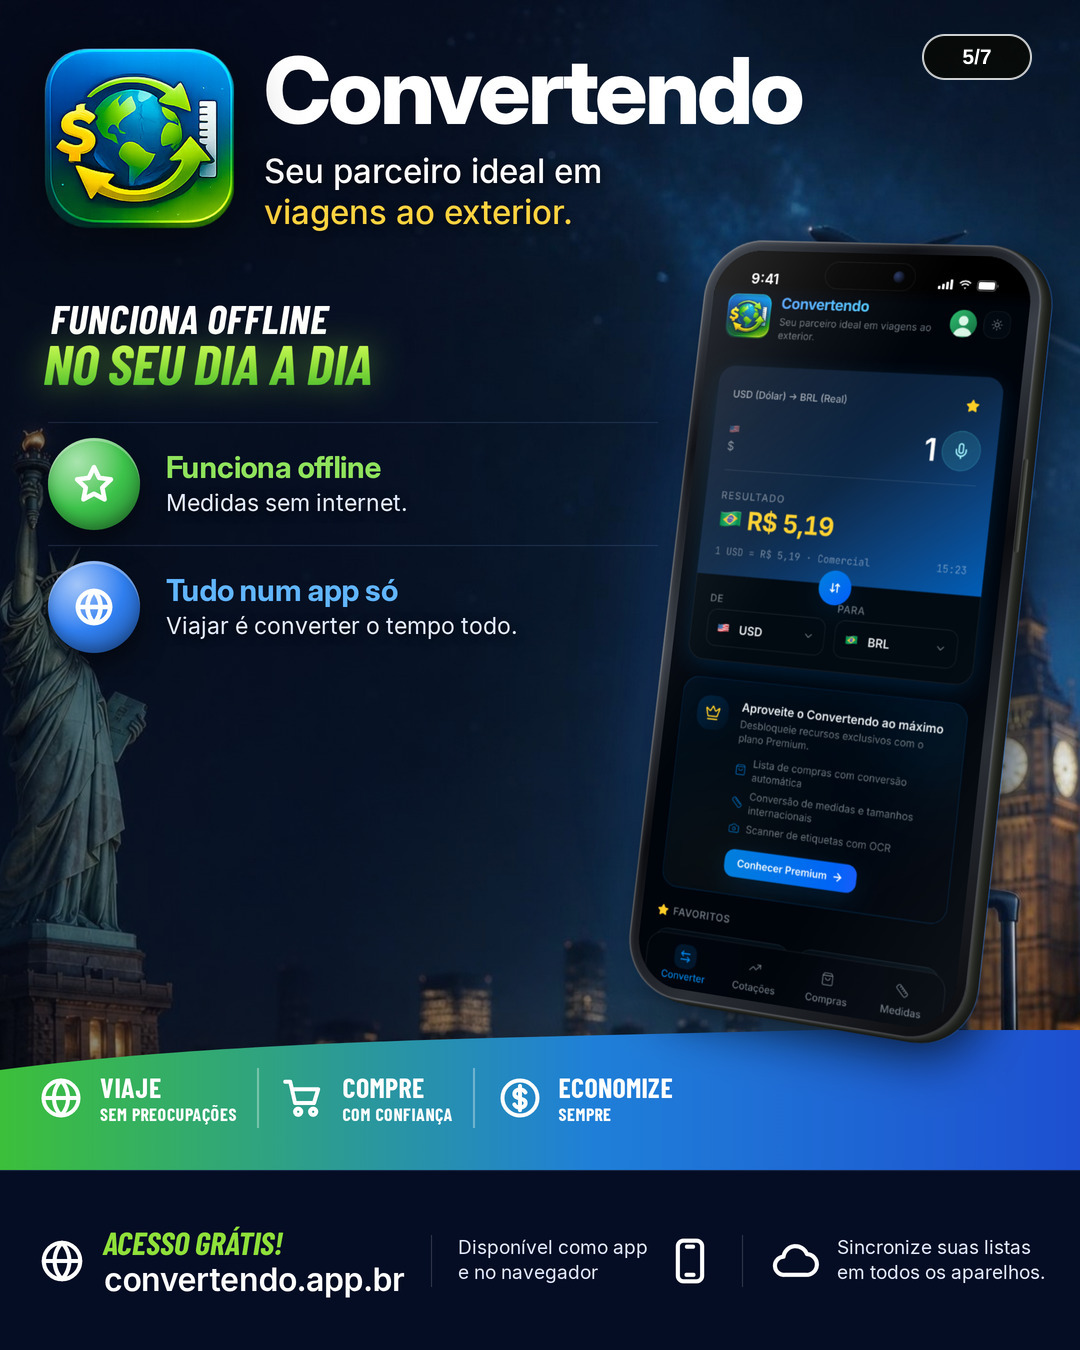 5/7
Convertendo
Seu parceiro ideal em
viagens ao exterior.
FUNCIONA OFFLINE
NO SEU DIA A DIA
Funciona offline
Medidas sem internet.
Tudo num app só
Viajar é converter o tempo todo.
9:41
Convertendo
Seu parceiro ideal em viagens ao
exterior.
USD (Dólar) → BRL (Real)
$
1
RESULTADO
R$ 5,19
1 USD = R$ 5,19 · Comercial
15:23
DE
PARA
USD
BRL
Aproveite o Convertendo ao máximo
Desbloqueie recursos exclusivos com o
plano Premium.
Lista de compras com conversão
automática
Conversão de medidas e tamanhos
internacionais
Scanner de etiquetas com OCR
Conhecer Premium →
FAVORITOS
Converter
Cotações
Compras
Medidas
VIAJE
SEM PREOCUPAÇÕES
COMPRE
COM CONFIANÇA
ECONOMIZE
SEMPRE
ACESSO GRÁTIS!
convertendo.app.br
Disponível como app
e no navegador
Sincronize suas listas
em todos os aparelhos.